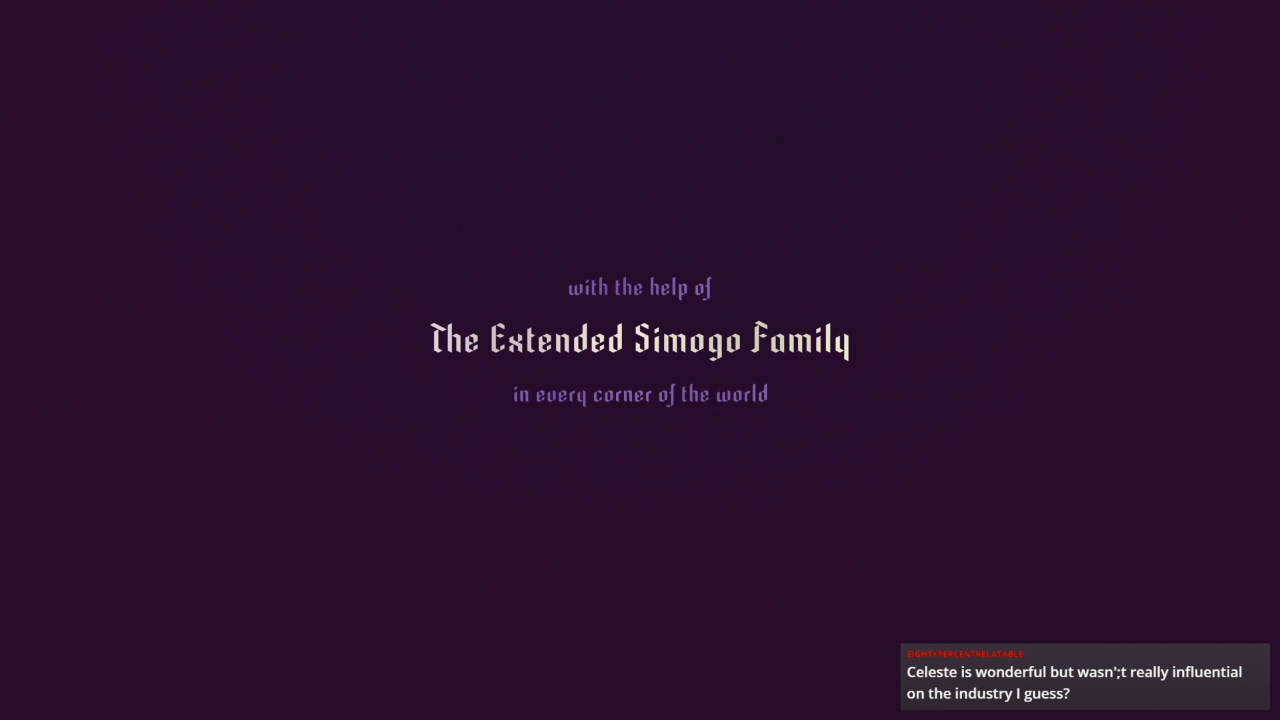 with the help of
The Extended Simogo Family
in every corner of the world
EIGHTYPERCENTRELATABLE
Celeste is wonderful but wasn';t really influential
on the industry I guess?